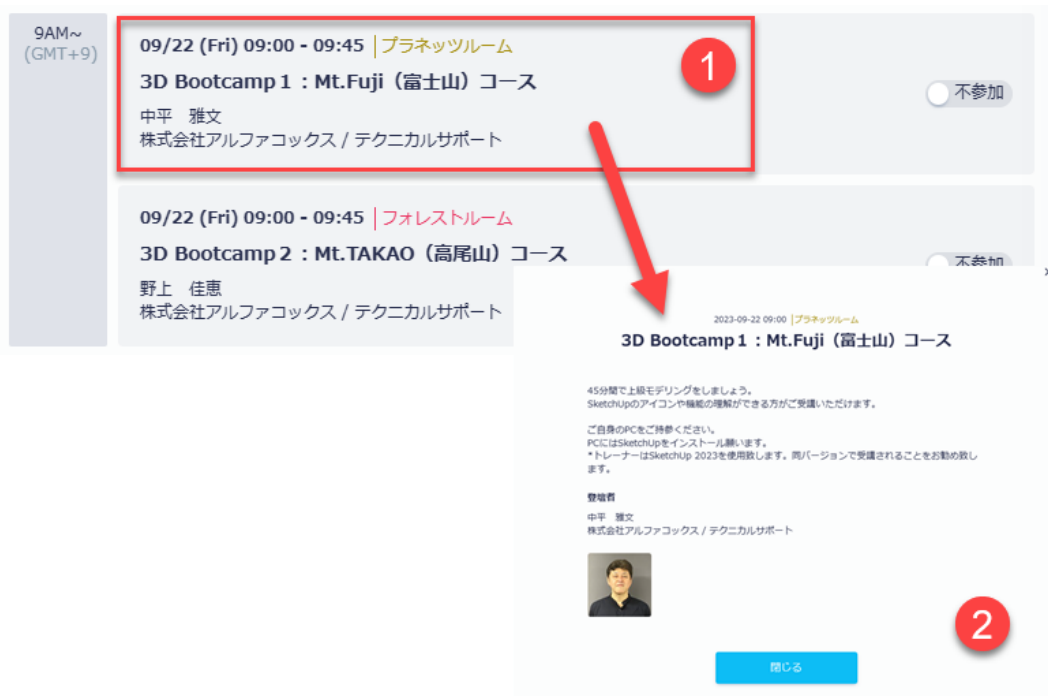 9AM~
(GMT+9)
09/22 (Fri) 09:00 - 09:45 | プラネッツルーム
3D Bootcamp 1 : Mt.Fuji（富士山）コース
中平　雅文
株式会社アルファコックス / テクニカルサポート
1
不参加
09/22 (Fri) 09:00 - 09:45 | フォレストルーム
3D Bootcamp 2 : Mt.TAKAO（高尾山）コース
野上　佳恵
株式会社アルファコックス / テクニカルサポート
不参加
2023-09-22 09:00 | プラネッツルーム
3D Bootcamp 1 : Mt.Fuji（富士山）コース
45分間で上級モデリングをしましょう。
SketchUpのアイコンや機能の理解ができる方がご受講いただけます。
ご自身のPCをご持参ください。
PCにはSketchUpをインストール願います。
*トレーナーはSketchUp 2023を使用致します。同バージョンで受講されることをお勧め致し
ます。
登壇者
中平　雅文
株式会社アルファコックス / テクニカルサポート
2
閉じる